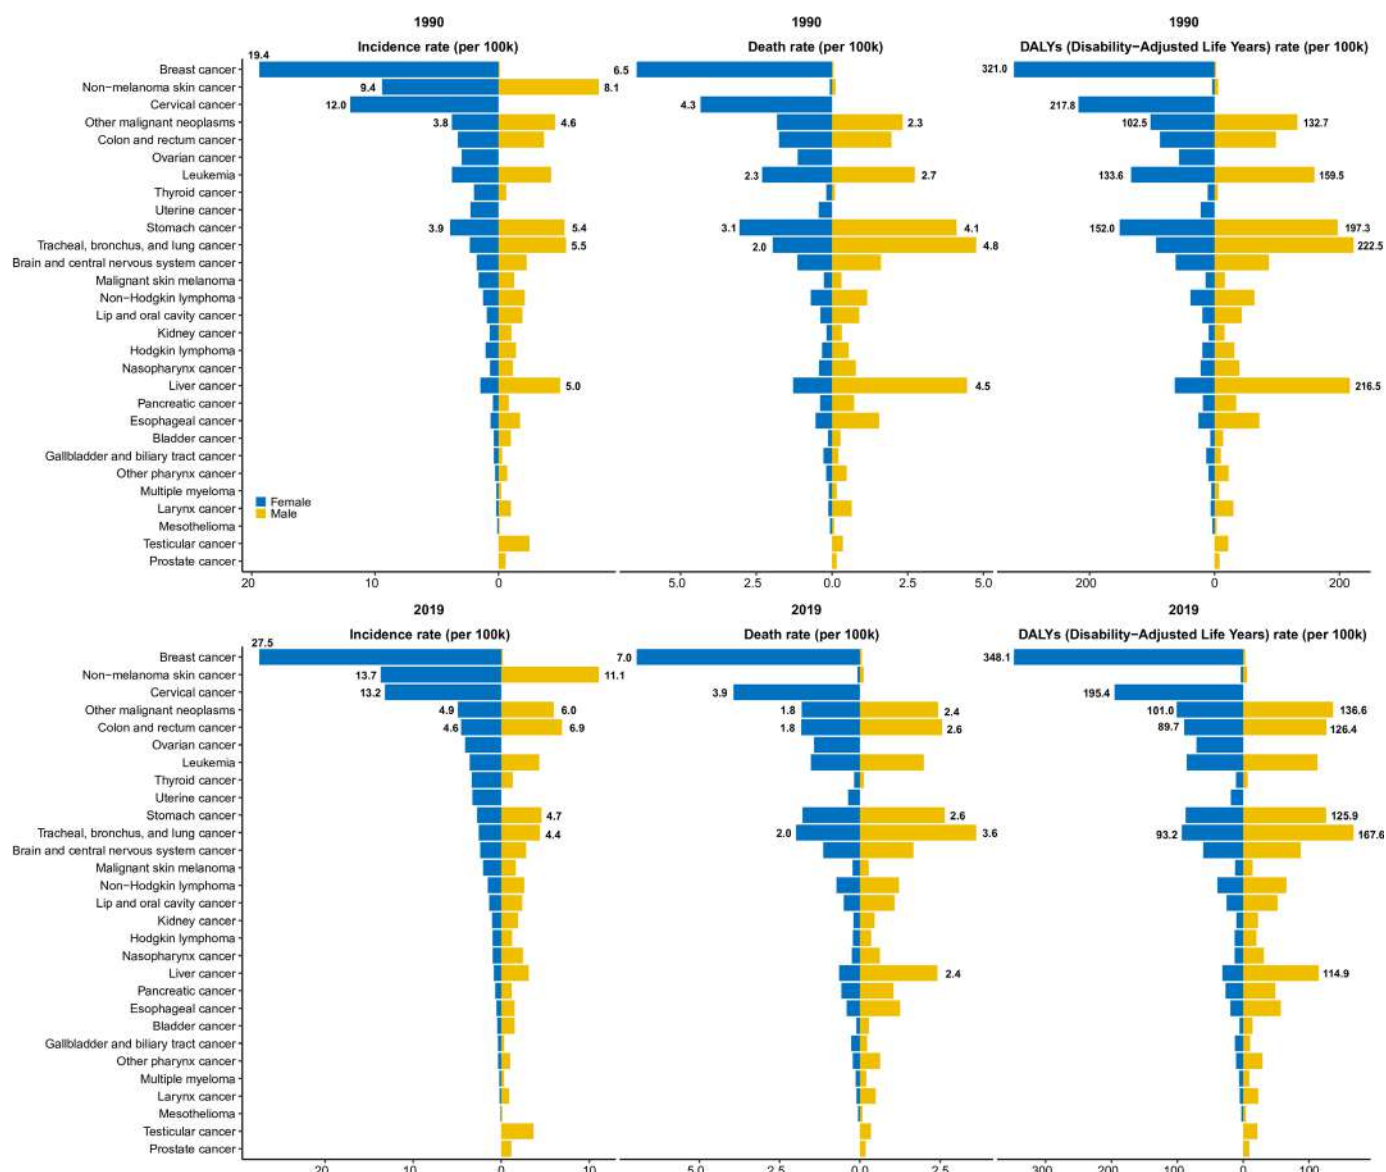 1990
1990
1990
Incidence rate (per 100k)
Death rate (per 100k)
DALYs (Disability−Adjusted Life Years) rate (per 100k)
Breast cancer 19.4 6.5 321.0
Non−melanoma skin cancer 9.4 8.1
Cervical cancer 12.0 4.3 217.8
Other malignant neoplasms 3.8 4.6 2.3 102.5 132.7
Colon and rectum cancer
Ovarian cancer
Leukemia 2.3 2.7 133.6 159.5
Thyroid cancer
Uterine cancer
Stomach cancer 3.9 5.4 3.1 4.1 152.0 197.3
Tracheal, bronchus, and lung cancer 5.5 2.0 4.8 222.5
Brain and central nervous system cancer
Malignant skin melanoma
Non−Hodgkin lymphoma
Lip and oral cavity cancer
Kidney cancer
Hodgkin lymphoma
Nasopharynx cancer
Liver cancer 5.0 4.5 216.5
Pancreatic cancer
Esophageal cancer
Bladder cancer
Gallbladder and biliary tract cancer
Other pharynx cancer
Multiple myeloma
Larynx cancer
Mesothelioma
Testicular cancer
Prostate cancer
Female
Male
20 10 0
5.0 2.5 0.0 2.5 5.0
200 0 200
2019
2019
2019
Incidence rate (per 100k)
Death rate (per 100k)
DALYs (Disability−Adjusted Life Years) rate (per 100k)
Breast cancer 27.5 7.0 348.1
Non−melanoma skin cancer 13.7 11.1
Cervical cancer 13.2 3.9 195.4
Other malignant neoplasms 4.9 6.0 1.8 2.4 101.0 136.6
Colon and rectum cancer 4.6 6.9 1.8 2.6 89.7 126.4
Ovarian cancer
Leukemia
Thyroid cancer
Uterine cancer
Stomach cancer 4.7 2.6 125.9
Tracheal, bronchus, and lung cancer 4.4 2.0 3.6 93.2 167.6
Brain and central nervous system cancer
Malignant skin melanoma
Non−Hodgkin lymphoma
Lip and oral cavity cancer
Kidney cancer
Hodgkin lymphoma
Nasopharynx cancer
Liver cancer 2.4 114.9
Pancreatic cancer
Esophageal cancer
Bladder cancer
Gallbladder and biliary tract cancer
Other pharynx cancer
Multiple myeloma
Larynx cancer
Mesothelioma
Testicular cancer
Prostate cancer
20 10 0 10
5.0 2.5 0.0 2.5
300 200 100 0 100